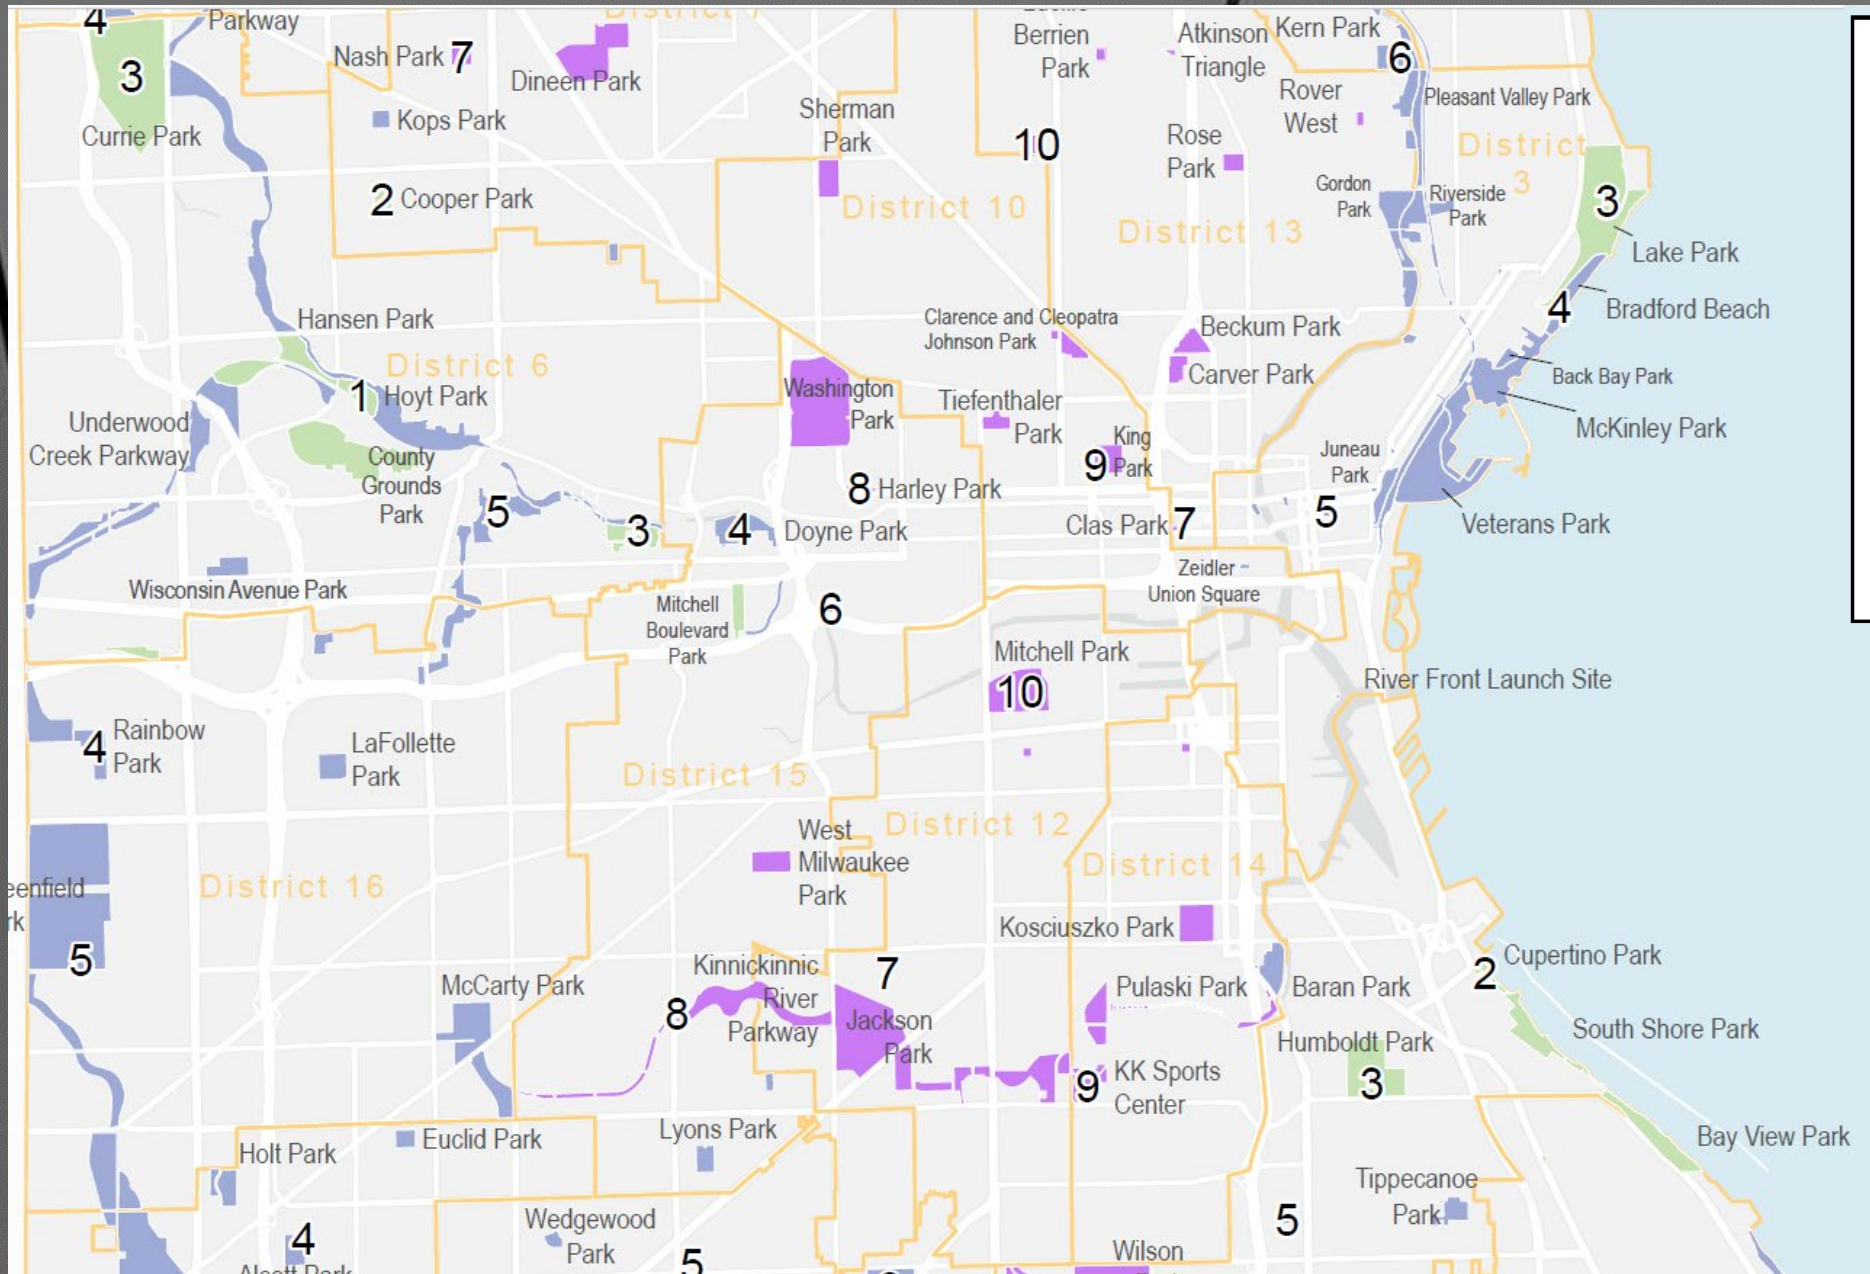 4
Parkway
District 7
Nash Park 7
Dineen Park
3
Currie Park
Kops Park
2 Cooper Park
Sherman
Park
District 10
Berrien
Park
10
Atkinson
Triangle
Kern Park
6
Rover
West
Pleasant Valley Park
Rose
Park
District
3
Gordon
Park
Riverside
Park
District 13
3
Lake Park
4
Bradford Beach
Back Bay Park
McKinley Park
Hansen Park
District 6
1 Hoyt Park
Underwood
Creek Parkway
County
Grounds
Park
5
3
Clarence and Cleopatra
Johnson Park
Beckum Park
Carver Park
Washington
Park
Tiefenthaler
Park
King
9 Park
Juneau
Park
8 Harley Park
4 Doyne Park
Clas Park 7
5
Veterans Park
Wisconsin Avenue Park
Zeidler
Union Square
Mitchell
Boulevard
Park
6
Mitchell Park
10
River Front Launch Site
Rainbow
4 Park
LaFollette
Park
District 15
District 12
West
Milwaukee
Park
District 14
District 16
eenfield
rk
5
Kosciuszko Park
Cupertino Park
2
McCarty Park
Kinnickinnic
River
Parkway
8
7
Jackson
Park
Pulaski Park
Baran Park
South Shore Park
Humboldt Park
3
9 KK Sports
Center
Lyons Park
Euclid Park
Holt Park
Bay View Park
Tippecanoe
Park
Wedgewood
Park
5
4
5
Wilson
Alcott Park